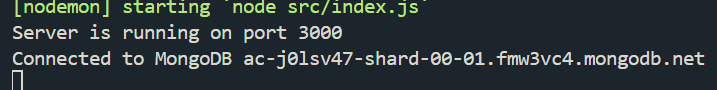 [nodemon] starting `node src/index.js`
Server is running on port 3000
Connected to MongoDB ac-j0lsv47-shard-00-01.fmw3vc4.mongodb.net